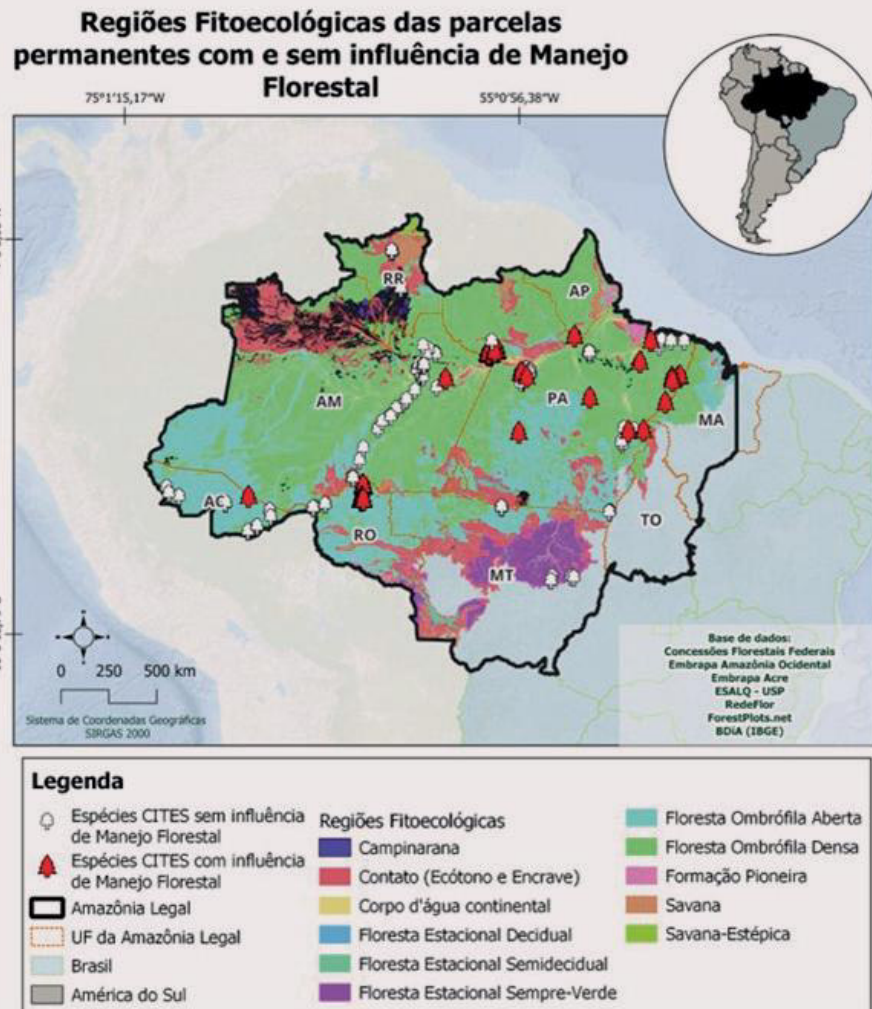 Regiões Fitoecológicas das parcelas
permanentes com e sem influência de Manejo
Florestal
75°1'15,17"W
55°0'56,38"W
RR
AP
AM
PA
MA
AC
RO
TO
MT
0 250 500 km
Sistema de Coordenadas Geográficas
SIRGAS 2000
Base de dados:
Concessões Florestais Federais
Embrapa Amazônia Ocidental
Embrapa Acre
ESALQ - USP
RedeFlor
ForestPlots.net
BDiA (IBGE)
Legenda
Espécies CITES sem influência
de Manejo Florestal
Espécies CITES com influência
de Manejo Florestal
Amazônia Legal
UF da Amazônia Legal
Brasil
América do Sul
Regiões Fitoecológicas
Campinarana
Contato (Ecótono e Encrave)
Corpo d'água continental
Floresta Estacional Decidual
Floresta Estacional Semidecidual
Floresta Estacional Sempre-Verde
Floresta Ombrófila Aberta
Floresta Ombrófila Densa
Formação Pioneira
Savana
Savana-Estépica